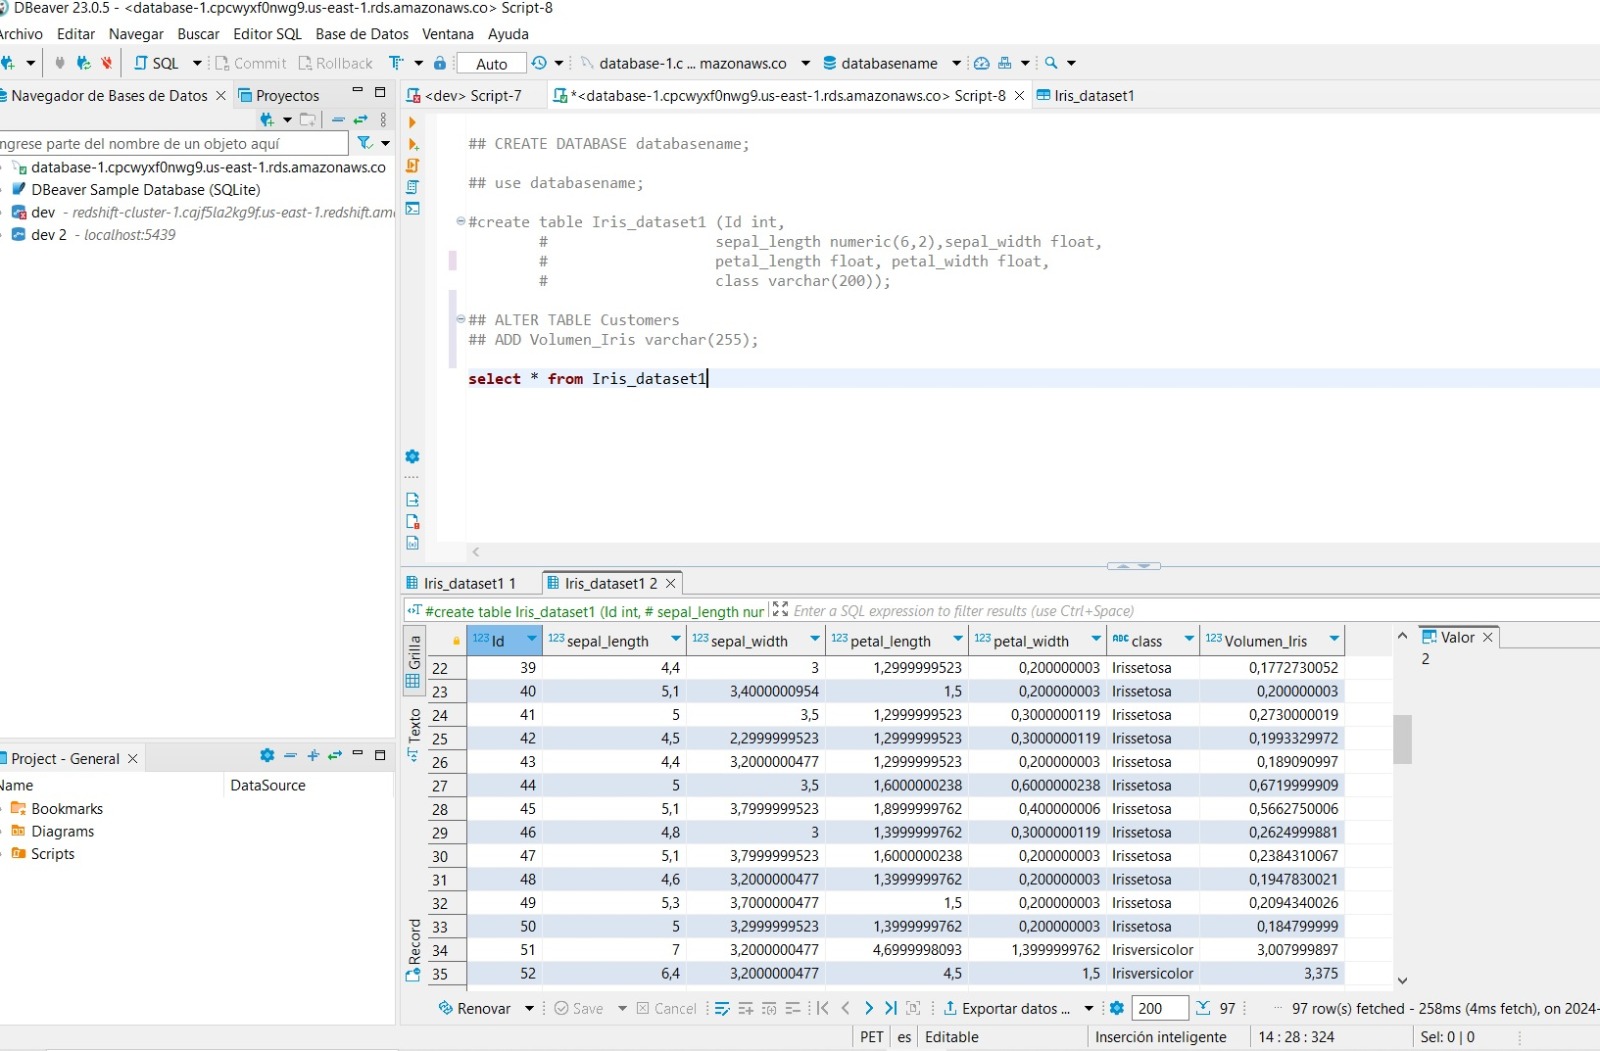 DBeaver 23.0.5 - <database-1.cpcwyxf0nwg9.us-east-1.rds.amazonaws.co> Script-8
Archivo Editar Navegar Buscar Editor SQL Base de Datos Ventana Ayuda
SQL Commit Rollback Auto database-1.c ... mazonaws.co databasename
Navegador de Bases de Datos Proyectos
<dev> Script-7 *<database-1.cpcwyxf0nwg9.us-east-1.rds.amazonaws.co> Script-8 Iris_dataset1
ngrese parte del nombre de un objeto aquí
database-1.cpcwyxf0nwg9.us-east-1.rds.amazonaws.co
DBeaver Sample Database (SQLite)
dev - redshift-cluster-1.cajf5la2kg9f.us-east-1.redshift.am
dev 2 - localhost:5439
## CREATE DATABASE databasename;
## use databasename;
#create table Iris_dataset1 (Id int,
# sepal_length numeric(6,2),sepal_width float,
# petal_length float, petal_width float,
# class varchar(200));
## ALTER TABLE Customers
## ADD Volumen_Iris varchar(255);
select * from Iris_dataset1
Project - General
Name DataSource
Bookmarks
Diagrams
Scripts
Iris_dataset1 1 Iris_dataset1 2
#create table Iris_dataset1 (Id int, # sepal_length nur Enter a SQL expression to filter results (use Ctrl+Space)
Grilla
Texto
Record
123 Id 123 sepal_length 123 sepal_width 123 petal_length 123 petal_width ABC class 123 Volumen_Iris
22 39 4,4 3 1,2999999523 0,200000003 Irissetosa 0,1772730052
23 40 5,1 3,4000000954 1,5 0,200000003 Irissetosa 0,200000003
24 41 5 3,5 1,2999999523 0,3000000119 Irissetosa 0,2730000019
25 42 4,5 2,2999999523 1,2999999523 0,3000000119 Irissetosa 0,1993329972
26 43 4,4 3,2000000477 1,2999999523 0,200000003 Irissetosa 0,189090997
27 44 5 3,5 1,6000000238 0,6000000238 Irissetosa 0,6719999909
28 45 5,1 3,7999999523 1,8999999762 0,400000006 Irissetosa 0,5662750006
29 46 4,8 3 1,3999999762 0,3000000119 Irissetosa 0,2624999881
30 47 5,1 3,7999999523 1,6000000238 0,200000003 Irissetosa 0,2384310067
31 48 4,6 3,2000000477 1,3999999762 0,200000003 Irissetosa 0,1947830021
32 49 5,3 3,7000000477 1,5 0,200000003 Irissetosa 0,2094340026
33 50 5 3,2999999523 1,3999999762 0,200000003 Irissetosa 0,184799999
34 51 7 3,2000000477 4,6999998093 1,3999999762 Irisversicolor 3,007999897
35 52 6,4 3,2000000477 4,5 1,5 Irisversicolor 3,375
Valor
2
Renovar Save Cancel Exportar datos ... 200 97 97 row(s) fetched - 258ms (4ms fetch), on 2024-
PET es Editable Inserción inteligente 14 : 28 : 324 Sel: 0 | 0